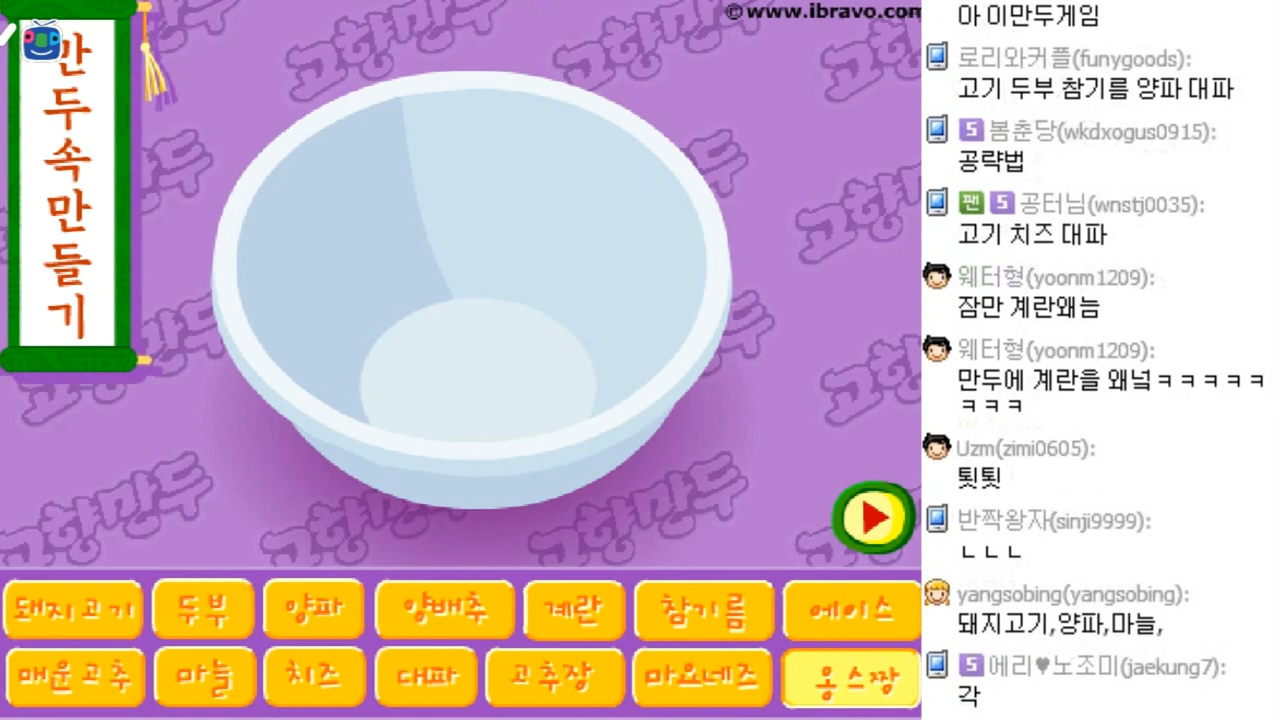 ©www.ibravo.com
만두속만들기
고향만두
돼지고기
두부
양파
양배추
계란
참기름
에이스
매운고추
마늘
치즈
대파
고추장
마요네즈
옹스짱
아 이만두게임
로리와커플(funygoods):
고기 두부 참기름 양파 대파
S 봄춘당(wkdxogus0915):
공략법
팬 S 공터님(wnstj0035):
고기 치즈 대파
웨터형(yoonm1209):
잠만 계란왜늠
웨터형(yoonm1209):
만두에 계란을 왜넠ㅋㅋㅋㅋㅋ
ㅋㅋㅋ
Uzm(zimi0605):
툇툇
반짝왕자(sinji9999):
ㄴㄴㄴ
yangsobing(yangsobing):
돼지고기,양파,마늘,
S 에리♥노조미(jaekung7):
각